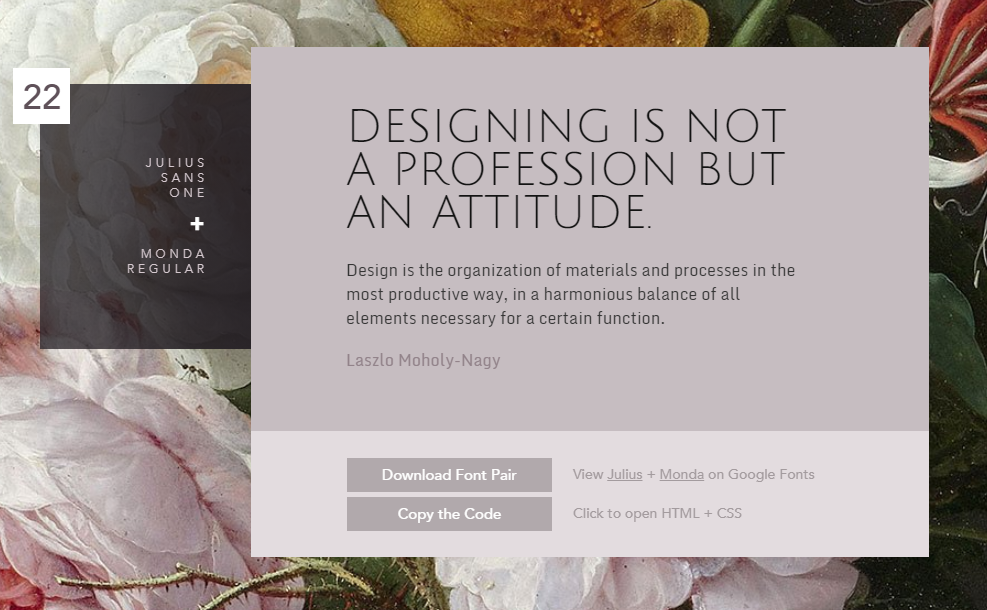 22
JULIUS
SANS
ONE
+
MONDA
REGULAR
DESIGNING IS NOT
A PROFESSION BUT
AN ATTITUDE.
Design is the organization of materials and processes in the
most productive way, in a harmonious balance of all
elements necessary for a certain function.
Laszlo Moholy-Nagy
Download Font Pair
View Julius + Monda on Google Fonts
Copy the Code
Click to open HTML + CSS